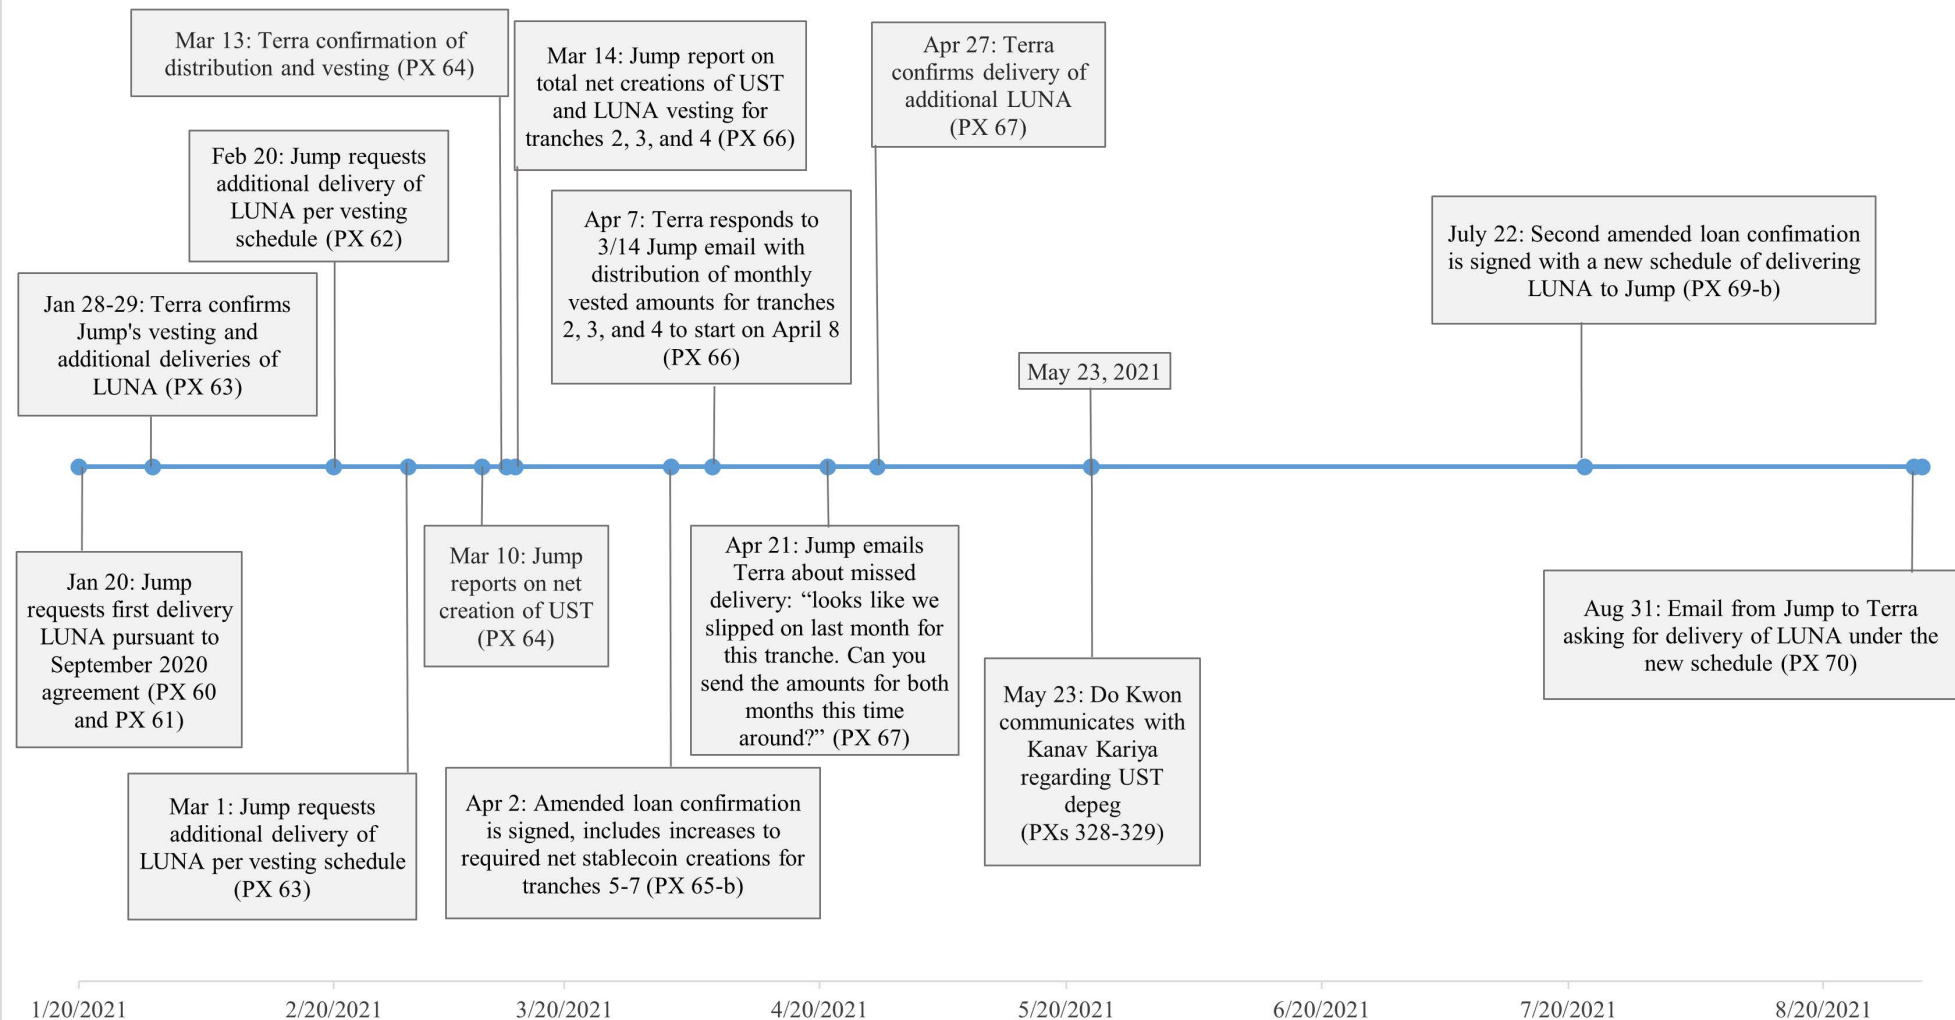 Mar 13: Terra confirmation of
distribution and vesting (PX 64)
Mar 14: Jump report on
total net creations of UST
and LUNA vesting for
tranches 2, 3, and 4 (PX 66)
Apr 27: Terra
confirms delivery of
additional LUNA
(PX 67)
Feb 20: Jump requests
additional delivery of
LUNA per vesting
schedule (PX 62)
Apr 7: Terra responds to
3/14 Jump email with
distribution of monthly
vested amounts for tranches
2, 3, and 4 to start on April 8
(PX 66)
July 22: Second amended loan confimation
is signed with a new schedule of delivering
LUNA to Jump (PX 69-b)
Jan 28-29: Terra confirms
Jump's vesting and
additional deliveries of
LUNA (PX 63)
May 23, 2021
Jan 20: Jump
requests first delivery
LUNA pursuant to
September 2020
agreement (PX 60
and PX 61)
Mar 10: Jump
reports on net
creation of UST
(PX 64)
Apr 21: Jump emails
Terra about missed
delivery: “looks like we
slipped on last month for
this tranche. Can you
send the amounts for both
months this time
around?” (PX 67)
Aug 31: Email from Jump to Terra
asking for delivery of LUNA under the
new schedule (PX 70)
May 23: Do Kwon
communicates with
Kanav Kariya
regarding UST
depeg
(PXs 328-329)
Mar 1: Jump requests
additional delivery of
LUNA per vesting schedule
(PX 63)
Apr 2: Amended loan confirmation
is signed, includes increases to
required net stablecoin creations for
tranches 5-7 (PX 65-b)
1/20/2021 2/20/2021 3/20/2021 4/20/2021 5/20/2021 6/20/2021 7/20/2021 8/20/2021